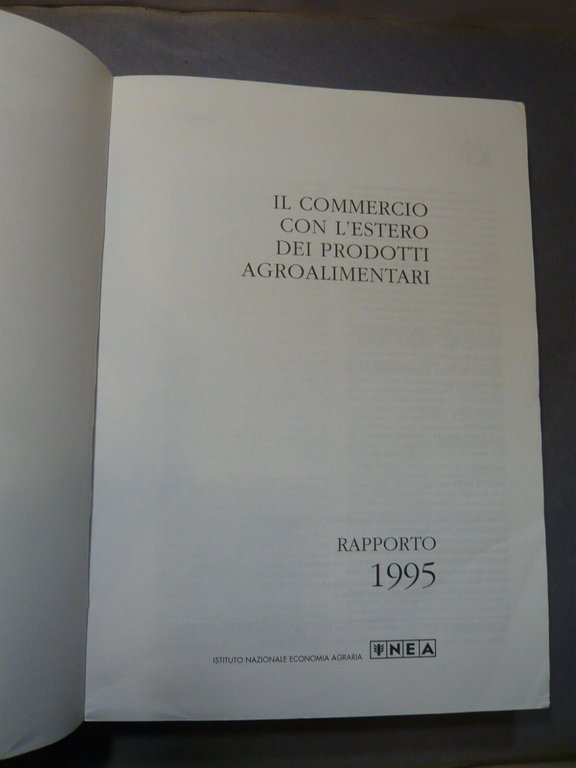 IL COMMERCIO
CON L'ESTERO
DEI PRODOTTI
AGROALIMENTARI
RAPPORTO
1995
ISTITUTO NAZIONALE ECONOMIA AGRARIA INEA